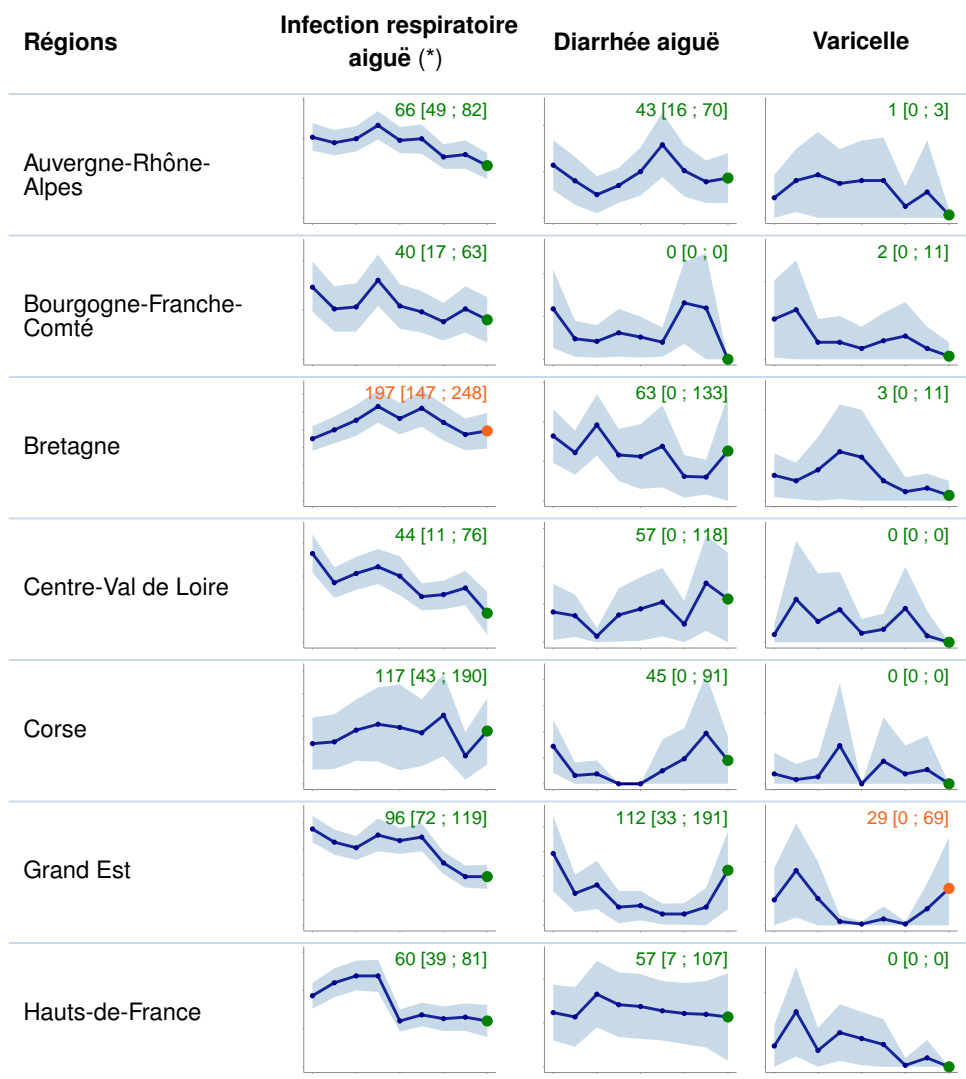 Régions
Infection respiratoire
aiguë (*)
Diarrhée aiguë
Varicelle
Auvergne-Rhône-
Alpes
66 [49 ; 82]
43 [16 ; 70]
1 [0 ; 3]
Bourgogne-Franche-
Comté
40 [17 ; 63]
0 [0 ; 0]
2 [0 ; 11]
Bretagne
197 [147 ; 248]
63 [0 ; 133]
3 [0 ; 11]
Centre-Val de Loire
44 [11 ; 76]
57 [0 ; 118]
0 [0 ; 0]
Corse
117 [43 ; 190]
45 [0 ; 91]
0 [0 ; 0]
Grand Est
96 [72 ; 119]
112 [33 ; 191]
29 [0 ; 69]
Hauts-de-France
60 [39 ; 81]
57 [7 ; 107]
0 [0 ; 0]